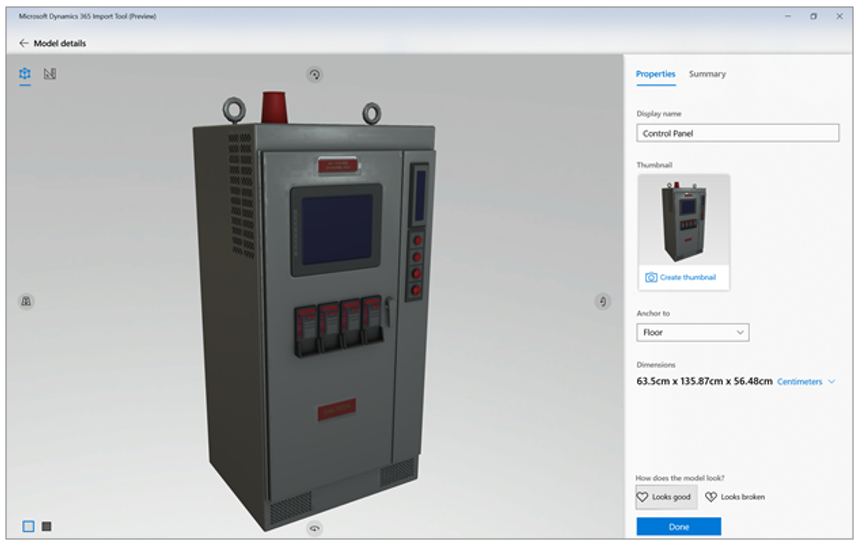 Microsoft Dynamics 365 Import Tool (Preview)
Model details
Properties Summary
Display name
Control Panel
Thumbnail
Create thumbnail
Anchor to
Floor
Dimensions
63.5cm x 135.87cm x 56.48cm Centimeters
How does the model look?
Looks good Looks broken
Done